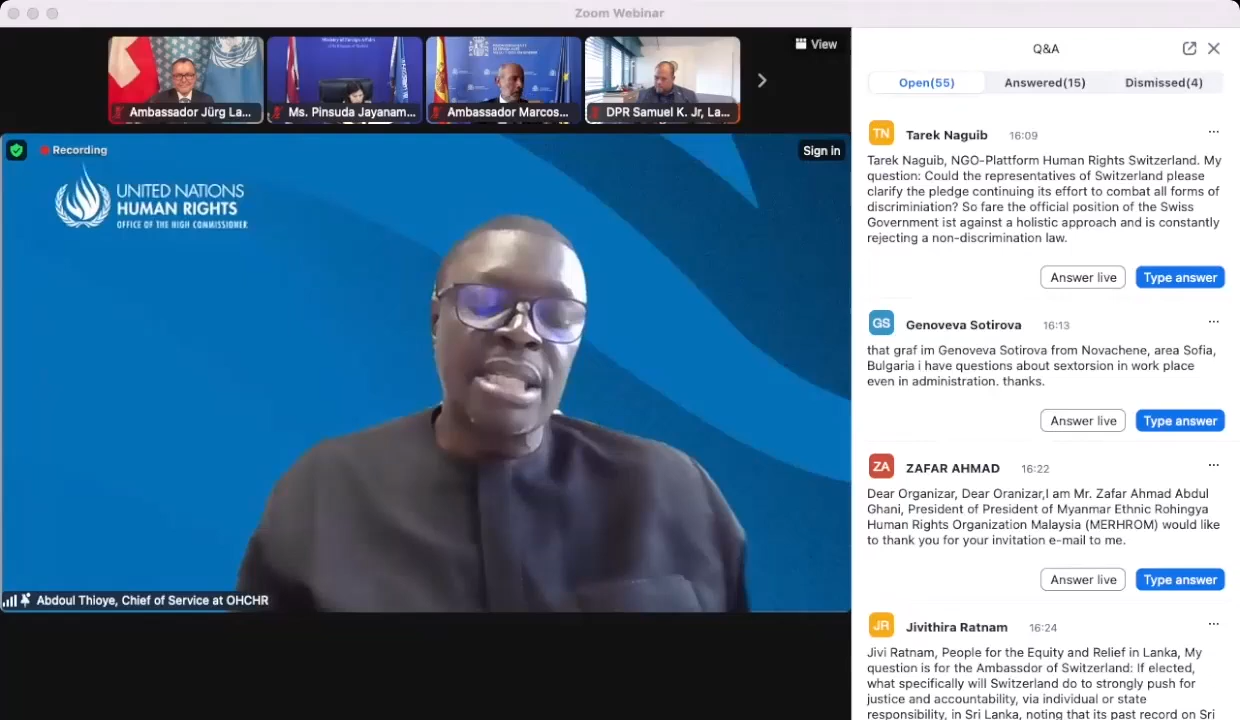 Zoom Webinar
View
Ambassador Jürg La...
Ms. Pinsuda Jayanam...
Ambassador Marcos...
DPR Samuel K. Jr, La...
Recording
Sign in
UNITED NATIONS
HUMAN RIGHTS
OFFICE OF THE HIGH COMMISSIONER
Abdoul Thioye, Chief of Service at OHCHR
Q&A
Open(55)
Answered(15)
Dismissed(4)
TN
Tarek Naguib 16:09
Tarek Naguib, NGO-Plattform Human Rights Switzerland. My
question: Could the representatives of Switzerland please
clarify the pledge continuing its effort to combat all forms of
discriminiation? So fare the official position of the Swiss
Government ist against a holistic approach and is constantly
rejecting a non-discrimination law.
Answer live
Type answer
GS
Genoveva Sotirova 16:13
that graf im Genoveva Sotirova from Novachene, area Sofia,
Bulgaria i have questions about sextorsion in work place
even in administration. thanks.
Answer live
Type answer
ZA
ZAFAR AHMAD 16:22
Dear Organizar, Dear Oranizar,I am Mr. Zafar Ahmad Abdul
Ghani, President of President of Myanmar Ethnic Rohingya
Human Rights Organization Malaysia (MERHROM) would like
to thank you for your invitation e-mail to me.
Answer live
Type answer
JR
Jivithira Ratnam 16:24
Jivi Ratnam, People for the Equity and Relief in Lanka, My
question is for the Ambassdor of Switzerland: If elected,
what specifically will Switzerland do to strongly push for
justice and accountability, via individual or state
responsibility, in Sri Lanka, noting that its past record on Sri